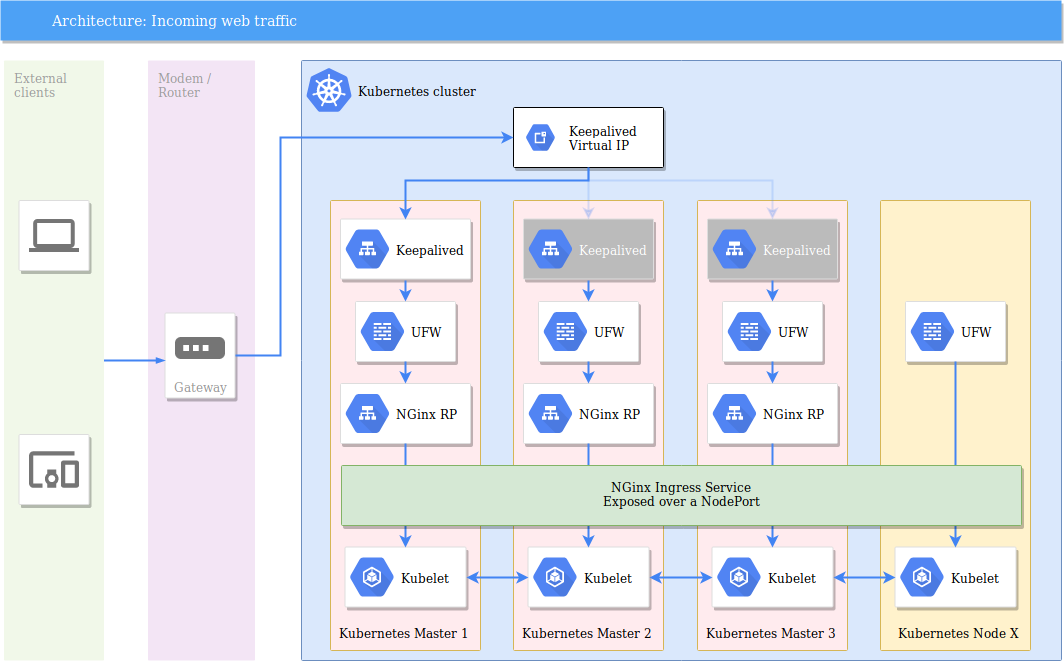 Architecture: Incoming web traffic
External
clients
Modem /
Router
Kubernetes cluster
Keepalived
Virtual IP
Keepalived
Keepalived
Keepalived
UFW
UFW
UFW
UFW
Gateway
NGinx RP
NGinx RP
NGinx RP
NGinx Ingress Service
Exposed over a NodePort
Kubelet
Kubelet
Kubelet
Kubelet
Kubernetes Master 1
Kubernetes Master 2
Kubernetes Master 3
Kubernetes Node X